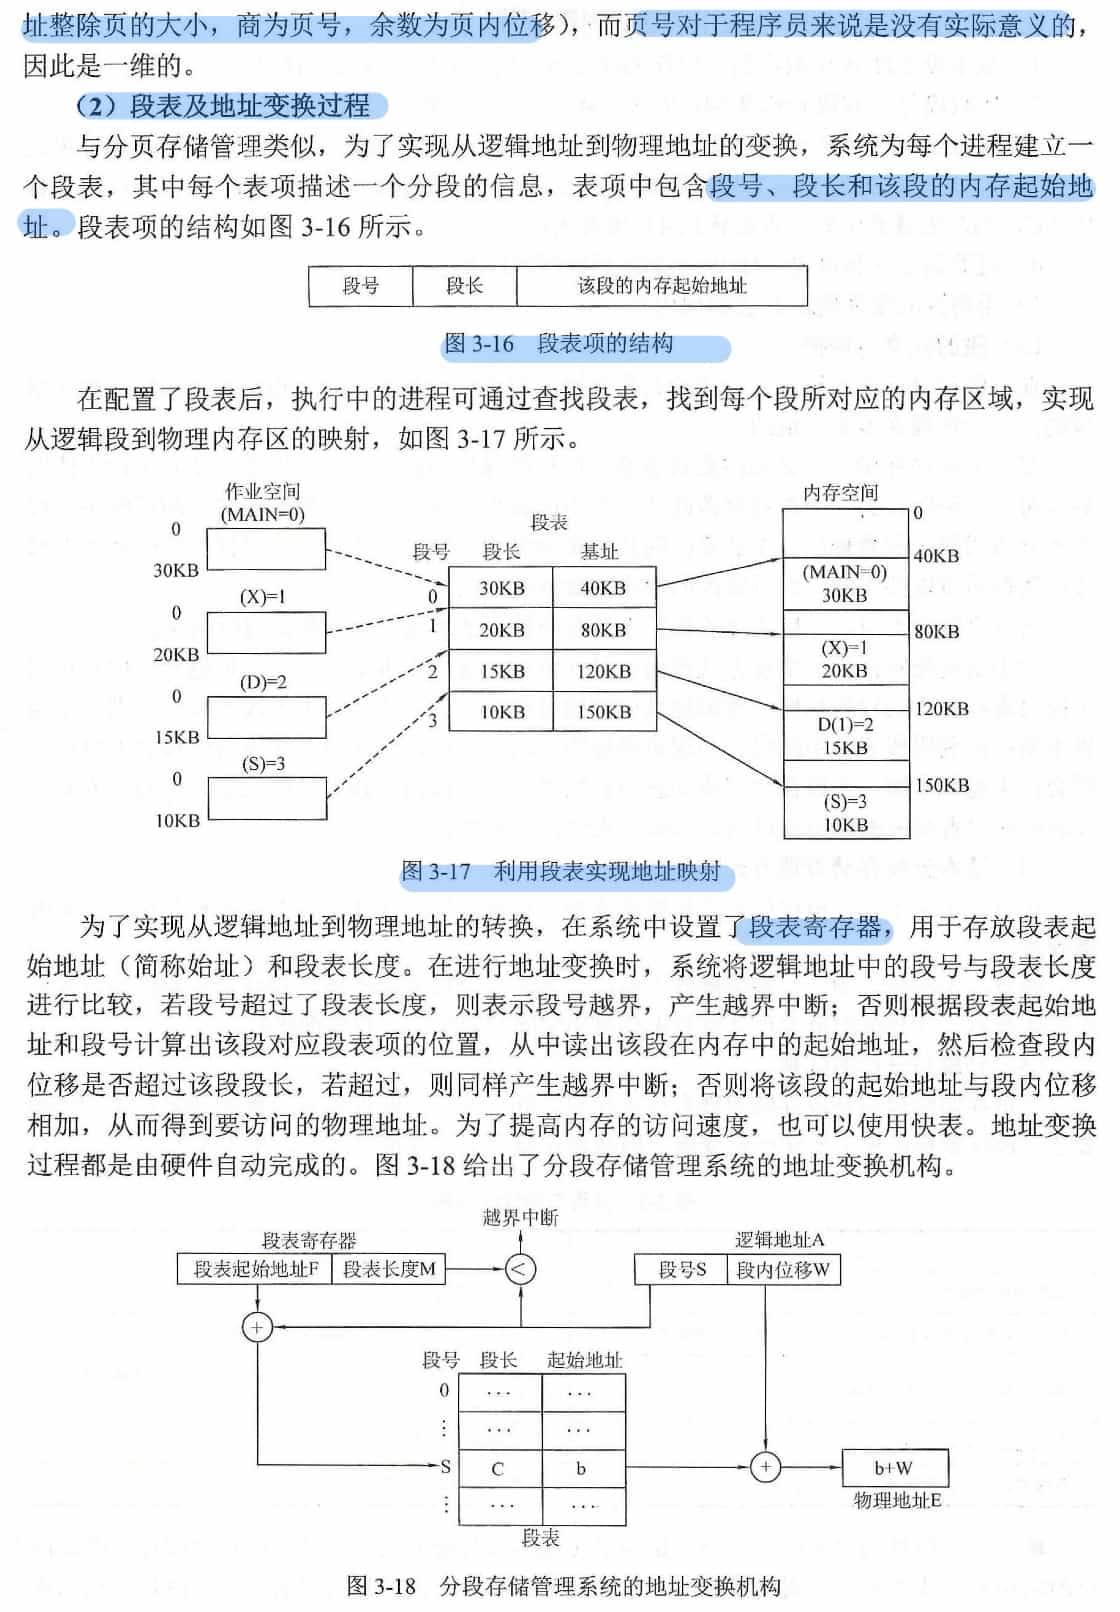 址整除页的大小，商为页号，余数为页内位移），而页号对于程序员来说是没有实际意义的，
因此是一维的。
（2）段表及地址变换过程
与分页存储管理类似，为了实现从逻辑地址到物理地址的变换，系统为每个进程建立一
个段表，其中每个表项描述一个分段的信息，表项中包含段号、段长和该段的内存起始地
址。段表项的结构如图 3-16 所示。
段号 段长 该段的内存起始地址
图 3-16 段表项的结构
在配置了段表后，执行中的进程可通过查找段表，找到每个段所对应的内存区域，实现
从逻辑段到物理内存区的映射，如图 3-17 所示。
作业空间
(MAIN=0)
0
30KB
(X)=1
0
20KB
(D)=2
0
15KB
(S)=3
0
10KB
段表
段号 段长 基址
0 30KB 40KB
1 20KB 80KB
2 15KB 120KB
3 10KB 150KB
内存空间
0
40KB
(MAIN=0)
30KB
80KB
(X)=1
20KB
120KB
D(1)=2
15KB
150KB
(S)=3
10KB
图 3-17 利用段表实现地址映射
为了实现从逻辑地址到物理地址的转换，在系统中设置了段表寄存器，用于存放段表起
始地址（简称始址）和段表长度。在进行地址变换时，系统将逻辑地址中的段号与段表长度
进行比较，若段号超过了段表长度，则表示段号越界，产生越界中断；否则根据段表起始地
址和段号计算出该段对应段表项的位置，从中读出该段在内存中的起始地址，然后检查段内
位移是否超过该段段长，若超过，则同样产生越界中断；否则将该段的起始地址与段内位移
相加，从而得到要访问的物理地址。为了提高内存的访问速度，也可以使用快表。地址变换
过程都是由硬件自动完成的。图 3-18 给出了分段存储管理系统的地址变换机构。
越界中断
段表寄存器 逻辑地址A
段表起始地址F 段表长度M < 段号S 段内位移W
+
段号 段长 起始地址
0 … …
⋮ … …
S C b + b+W
⋮ … … 物理地址E
段表
图 3-18 分段存储管理系统的地址变换机构